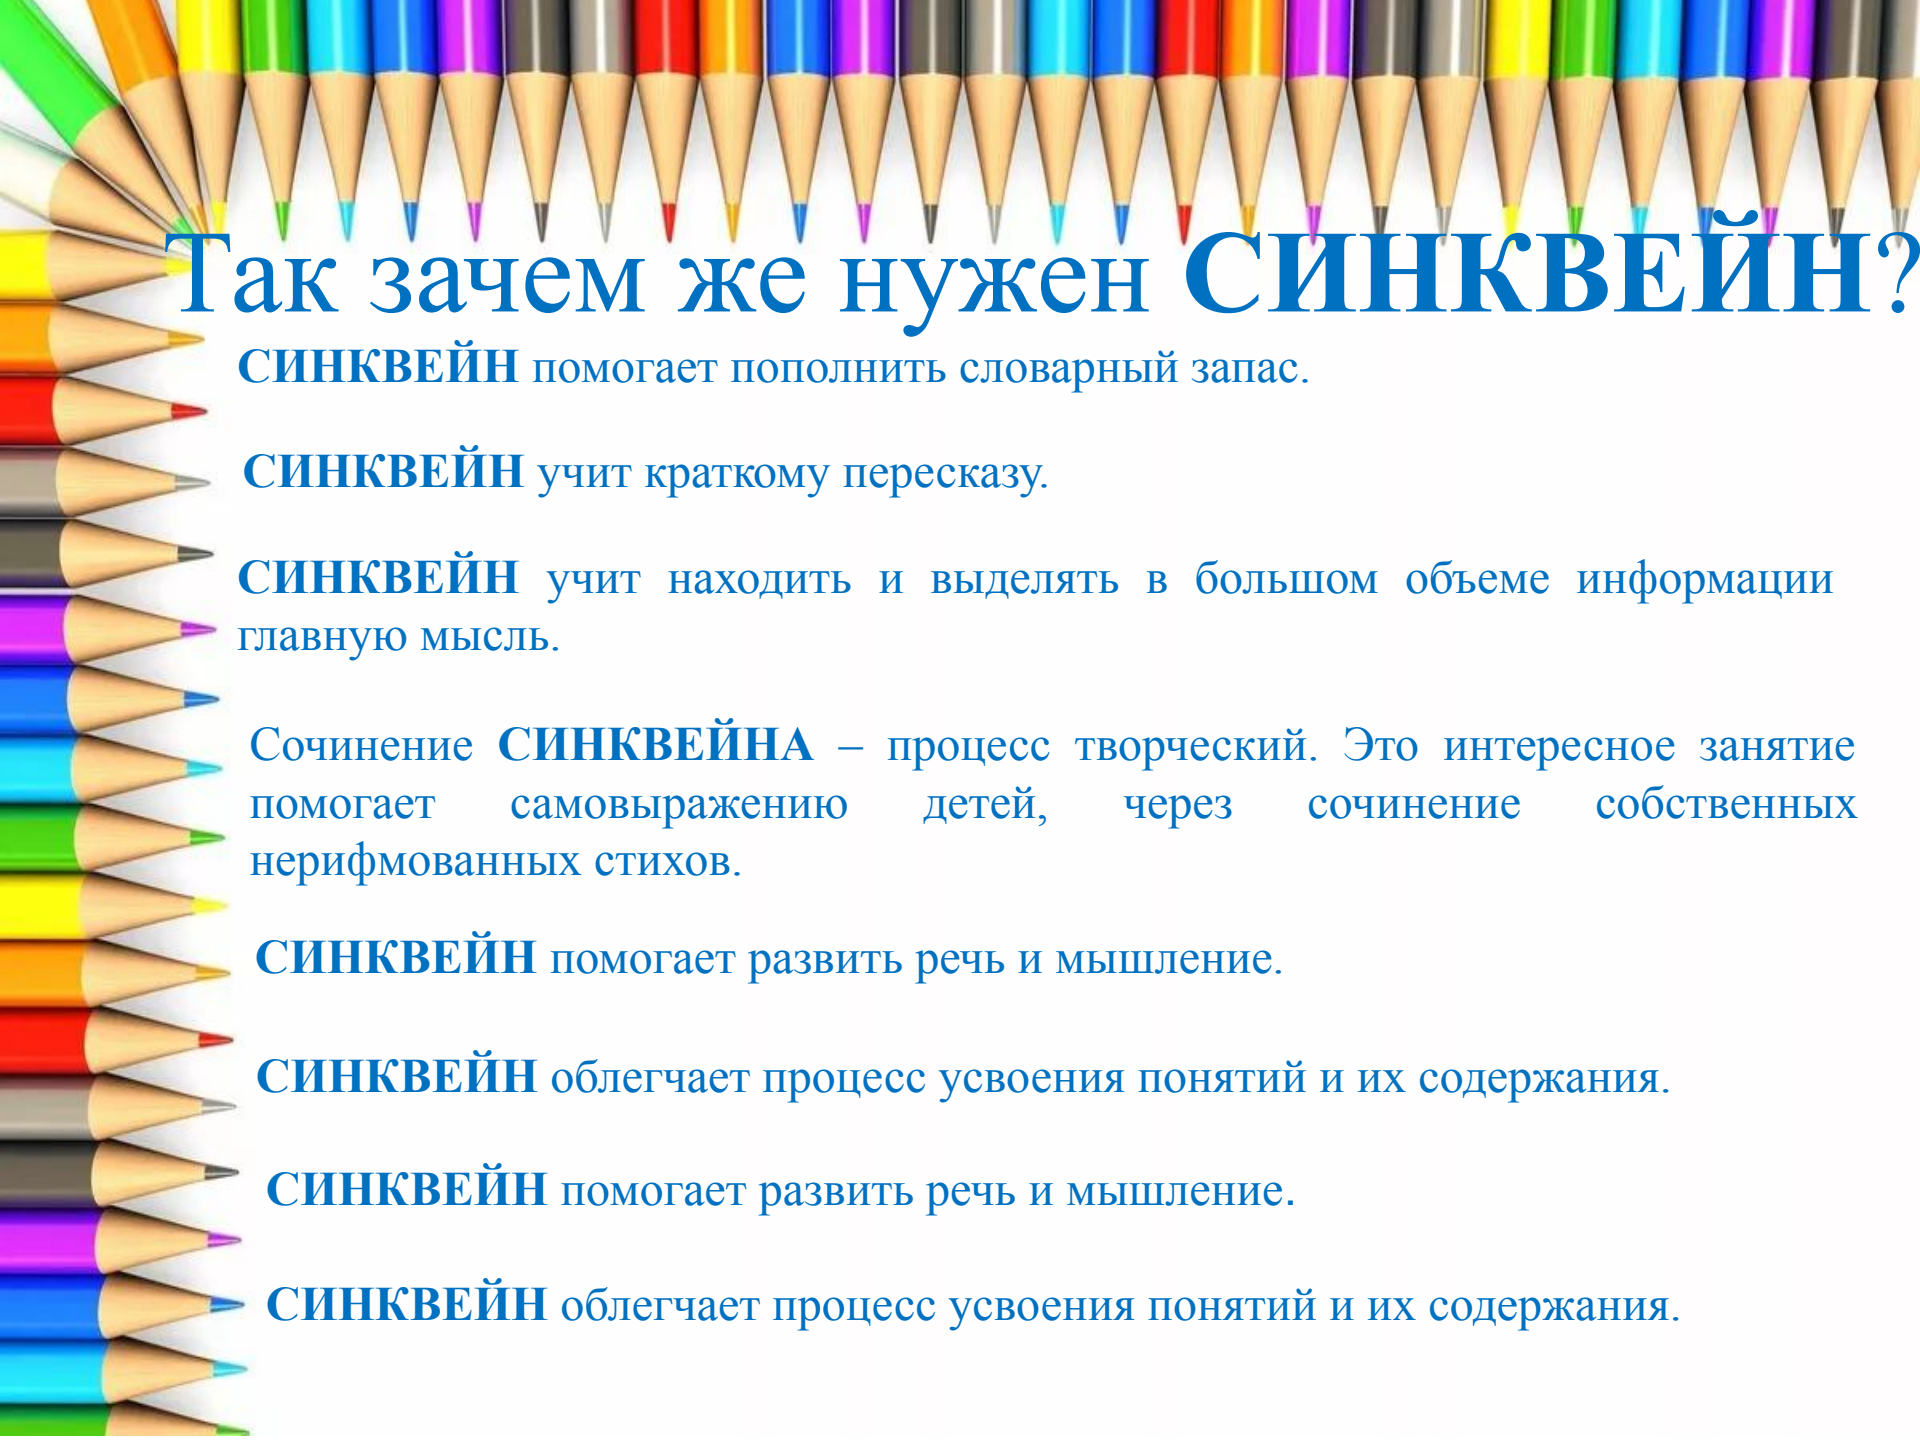 Так зачем же нужен СИНКВЕЙН?
СИНКВЕЙН помогает пополнить словарный запас.
СИНКВЕЙН учит краткому пересказу.
СИНКВЕЙН учит находить и выделять в большом объеме информации
главную мысль.
Сочинение СИНКВЕЙНА – процесс творческий. Это интересное занятие
помогает самовыражению детей, через сочинение собственных
нерифмованных стихов.
СИНКВЕЙН помогает развить речь и мышление.
СИНКВЕЙН облегчает процесс усвоения понятий и их содержания.
СИНКВЕЙН помогает развить речь и мышление.
СИНКВЕЙН облегчает процесс усвоения понятий и их содержания.